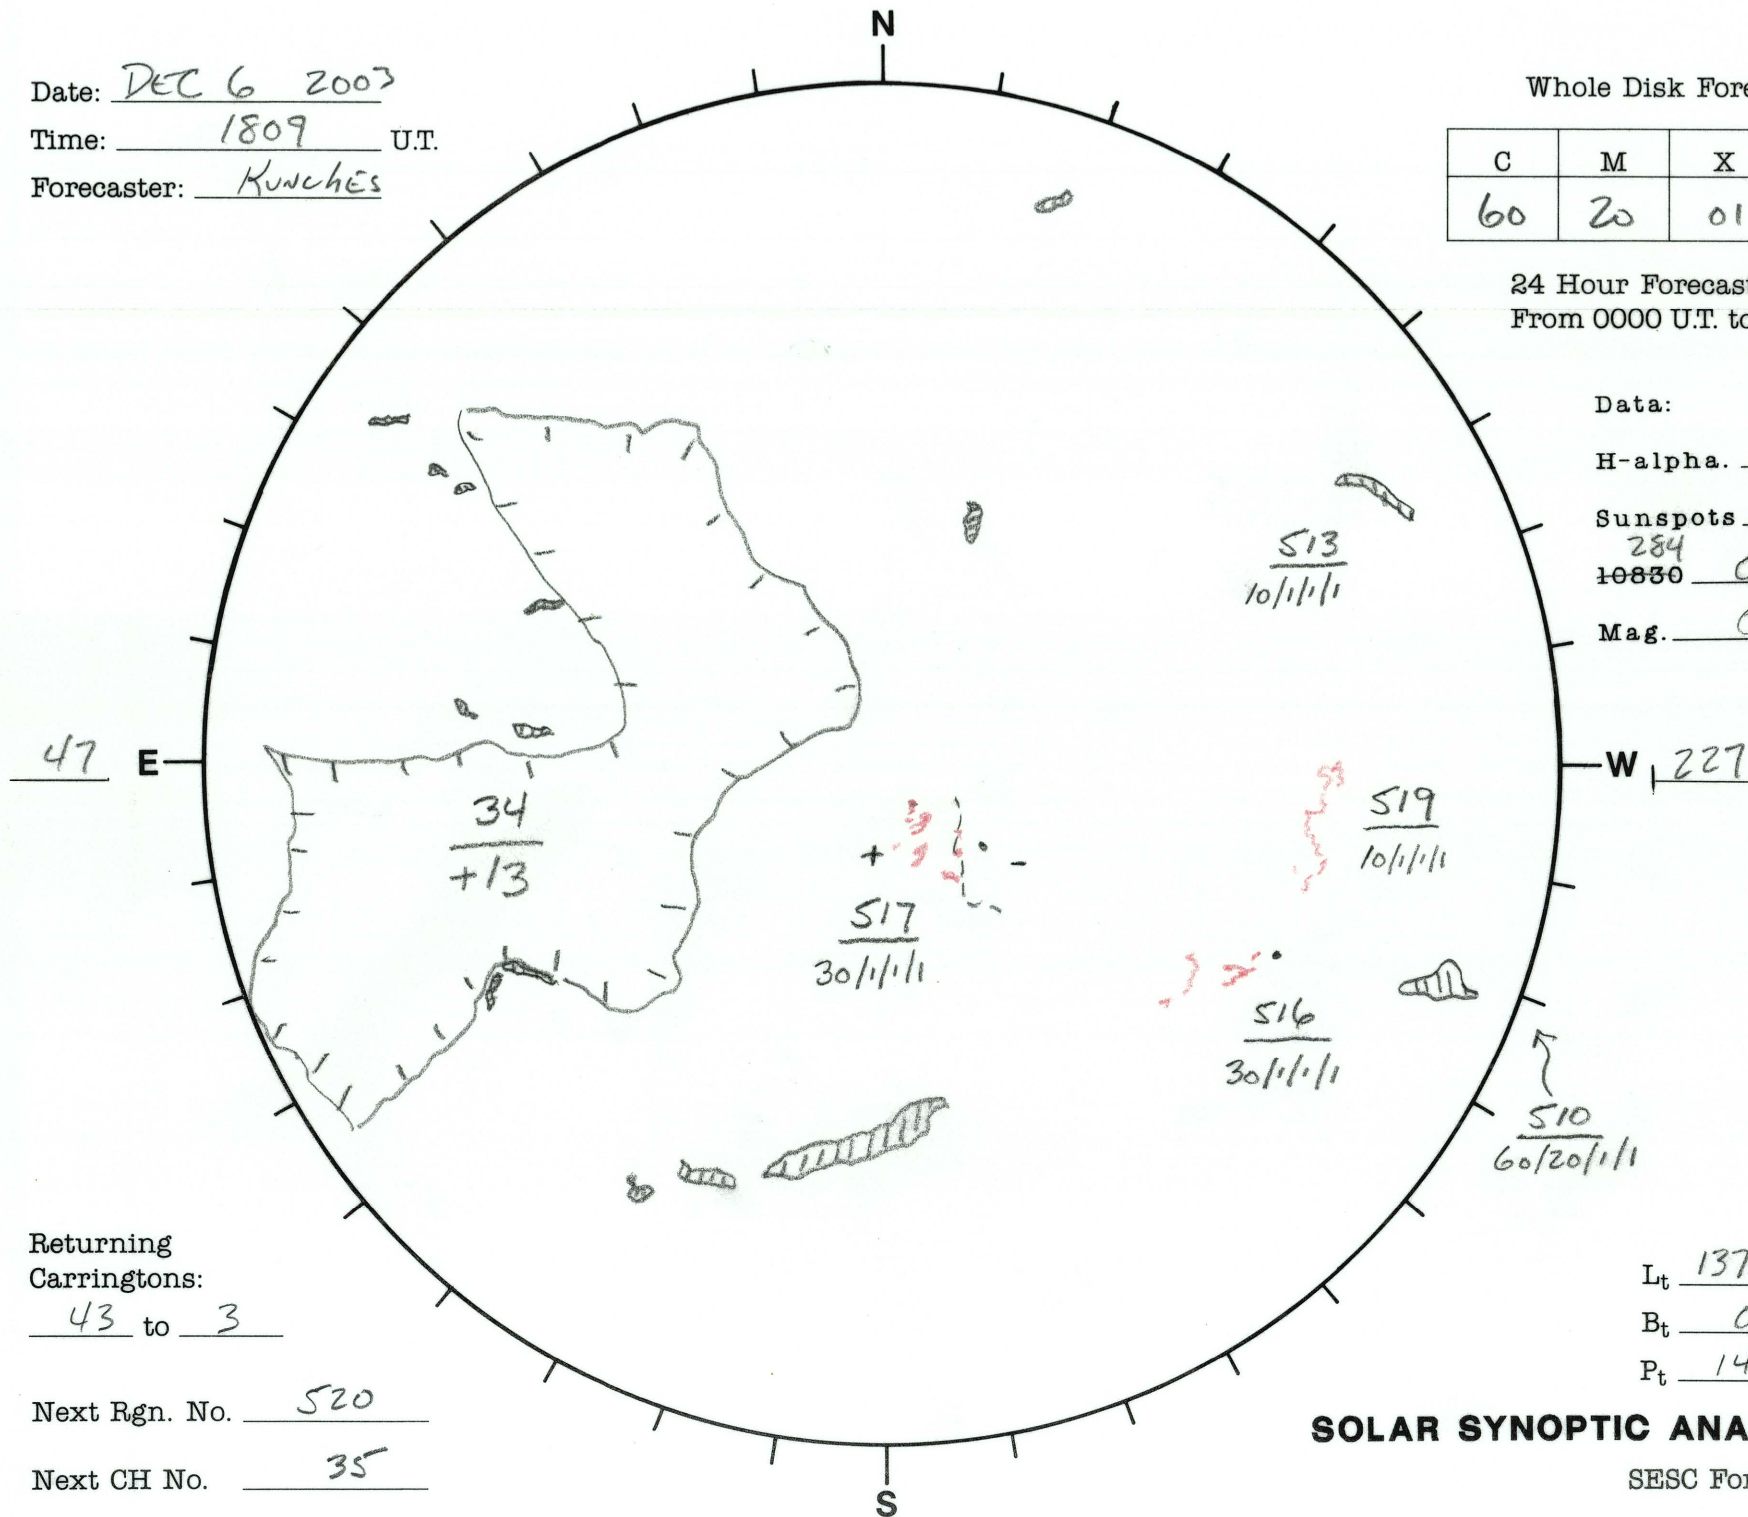 N
Date: DEC 6 2003
Time: 1809 U.T.
Forecaster: KUNCHES
Whole Disk Fore
C M X
60 20 01
24 Hour Forecas
From 0000 U.T. to
Data:
H-alpha.
Sunspots
284
10830
Mag.
513
10/1/1/1
47 E
W 227
34
+13
519
10/1/1/1
+ -
517
30/1/1/1
516
30/1/1/1
510
60/20/1/1
Returning
Carringtons:
43 to 3
Lt 137
Bt
Pt 14
Next Rgn. No. 520
Next CH No. 35
SOLAR SYNOPTIC ANA
SESC For
S